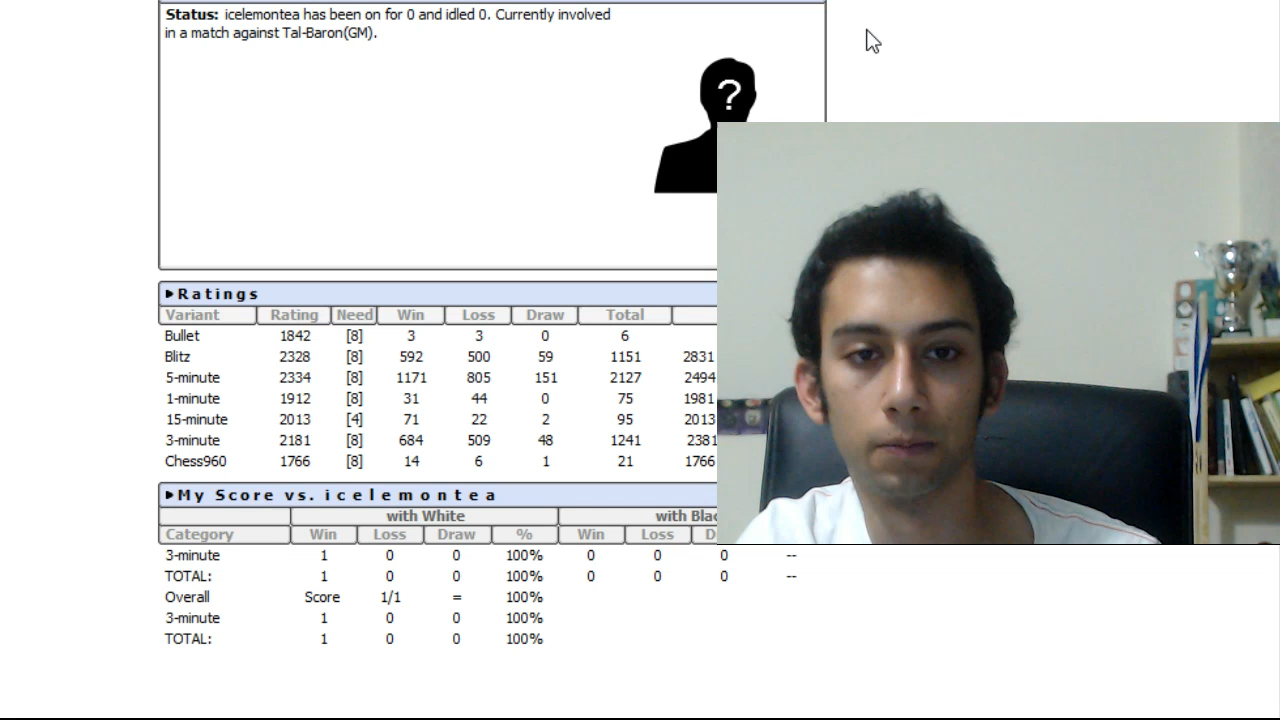 Status: icelemontea has been on for 0 and idled 0. Currently involved
in a match against Tal-Baron(GM).
?
Ratings
Variant Rating Need Win Loss Draw Total
Bullet 1842 [8] 3 3 0 6
Blitz 2328 [8] 592 500 59 1151 2831
5-minute 2334 [8] 1171 805 151 2127 2494
1-minute 1912 [8] 31 44 0 75 1981
15-minute 2013 [4] 71 22 2 95 2013
3-minute 2181 [8] 684 509 48 1241 2381
Chess960 1766 [8] 14 6 1 21 1766
My Score vs. icelemontea
with White with Blac
Category Win Loss Draw % Win Loss D
3-minute 1 0 0 100% 0 0 0 --
TOTAL: 1 0 0 100% 0 0 0 --
Overall Score 1/1 = 100%
3-minute 1 0 0 100%
TOTAL: 1 0 0 100%